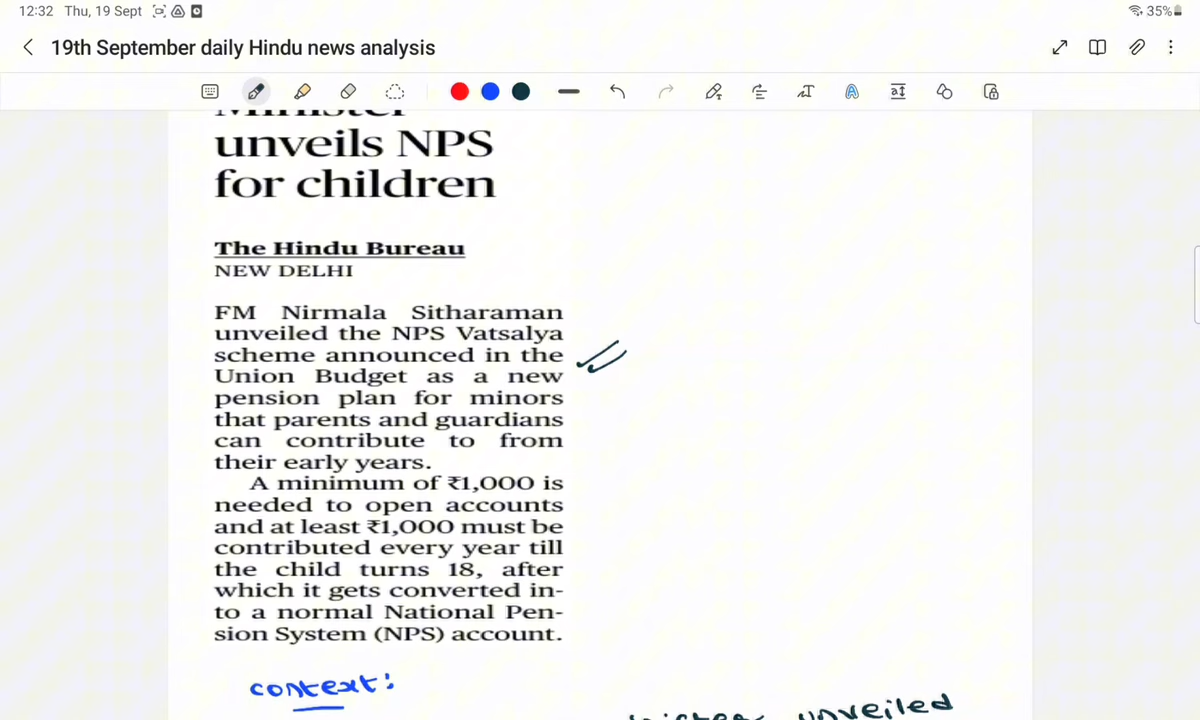 12:32 Thu, 19 Sept
35%
19th September daily Hindu news analysis
Minister
unveils NPS
for children
The Hindu Bureau
NEW DELHI
FM Nirmala Sitharaman
unveiled the NPS Vatsalya
scheme announced in the
Union Budget as a new
pension plan for minors
that parents and guardians
can contribute to from
their early years.
A minimum of ₹1,000 is
needed to open accounts
and at least ₹1,000 must be
contributed every year till
the child turns 18, after
which it gets converted in-
to a normal National Pen-
sion System (NPS) account.
context:
unveiled